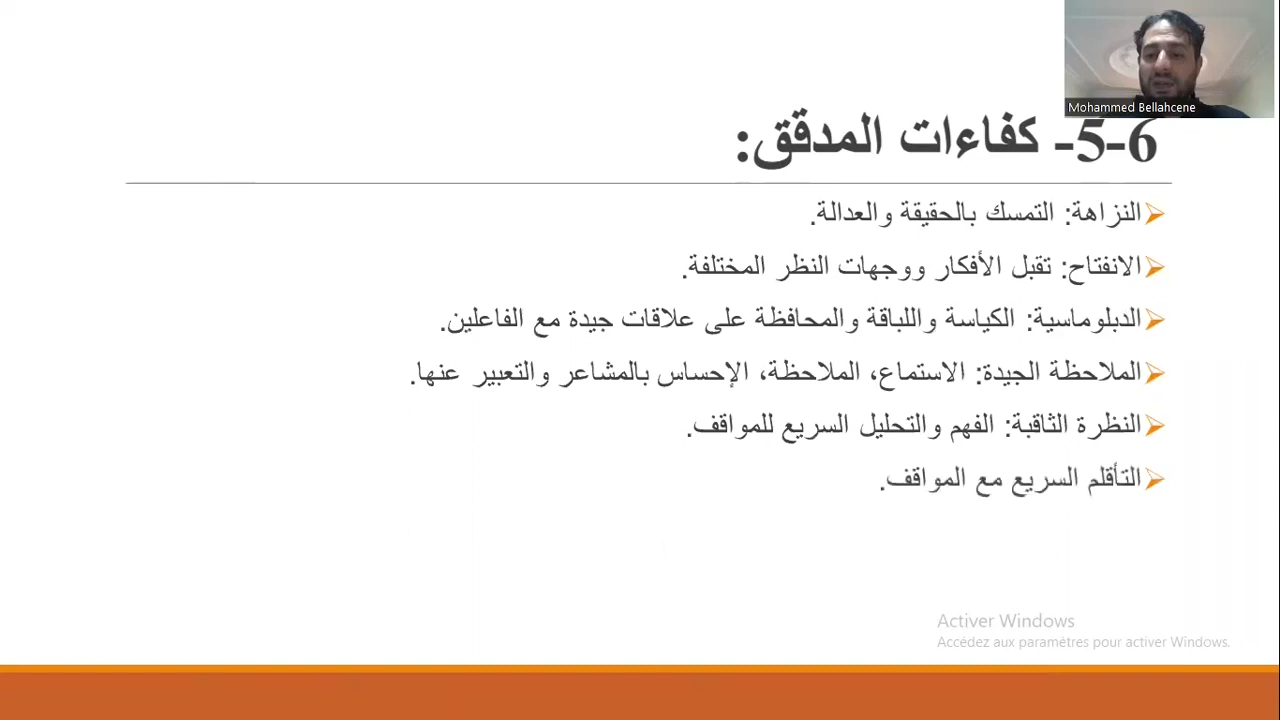 Mohammed Bellahcene
5-6- كفاءات المدقق:
النزاهة: التمسك بالحقيقة والعدالة.
الانفتاح: تقبل الأفكار ووجهات النظر المختلفة.
الدبلوماسية: الكياسة واللباقة والمحافظة على علاقات جيدة مع الفاعلين.
الملاحظة الجيدة: الاستماع، الملاحظة، الإحساس بالمشاعر والتعبير عنها.
النظرة الثاقبة: الفهم والتحليل السريع للمواقف.
التأقلم السريع مع المواقف.
Activer Windows
Accédez aux paramètres pour activer Windows.